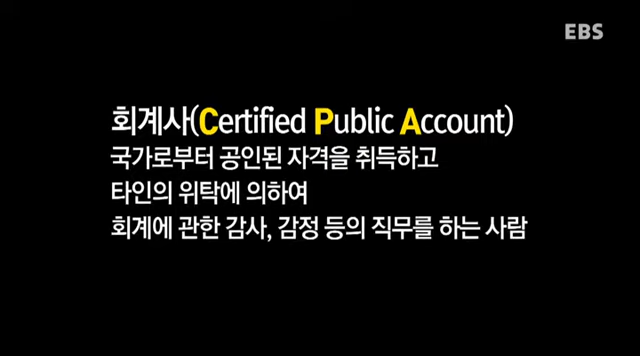 EBS
회계사(Certified Public Account)
국가로부터 공인된 자격을 취득하고
타인의 위탁에 의하여
회계에 관한 감사, 감정 등의 직무를 하는 사람